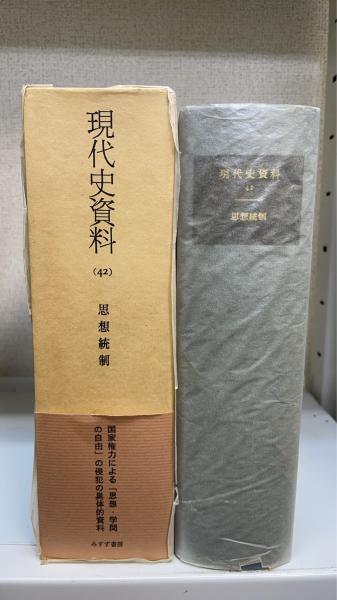 現代史資料
(42)
思想統制
国家権力による「思想・学問
の自由」の侵犯の具体的資料
みすず書房
現代史資料
42
思想統制